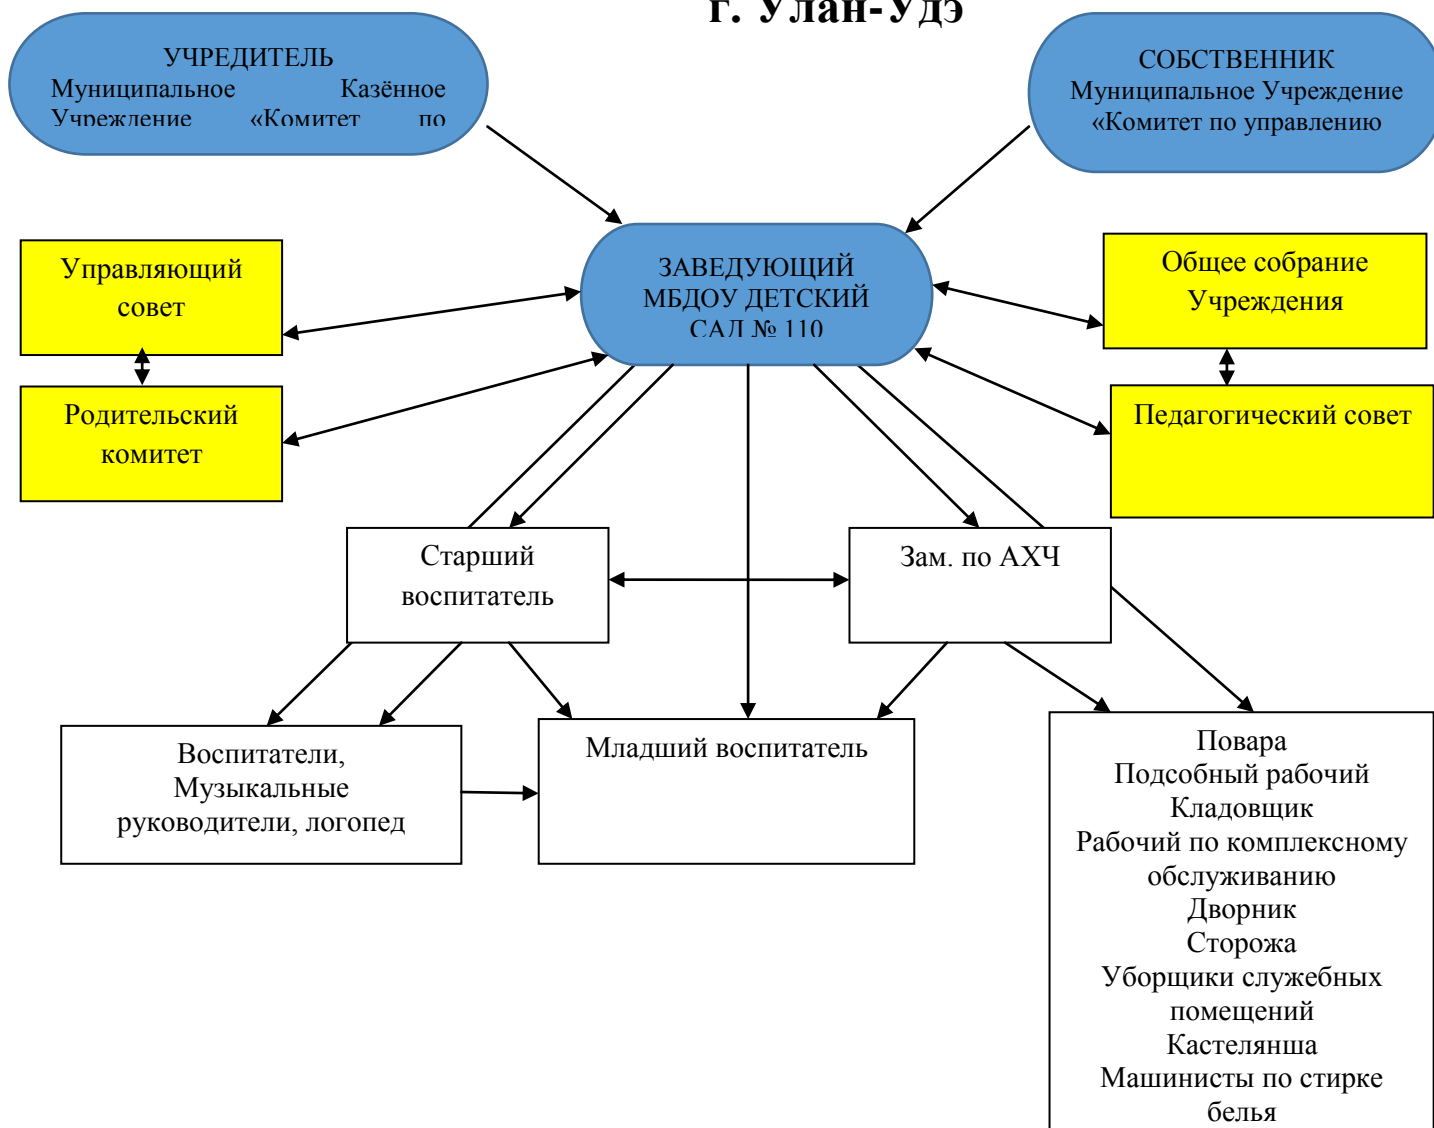 г. Улан-Удэ
УЧРЕДИТЕЛЬ
Муниципальное Казённое
Учреждение «Комитет по
СОБСТВЕННИК
Муниципальное Учреждение
«Комитет по управлению
ЗАВЕДУЮЩИЙ
МБДОУ ДЕТСКИЙ
САД № 110
Управляющий
совет
Общее собрание
Учреждения
Родительский
комитет
Педагогический совет
Старший
воспитатель
Зам. по АХЧ
Воспитатели,
Музыкальные
руководители, логопед
Младший воспитатель
Повара
Подсобный рабочий
Кладовщик
Рабочий по комплексному
обслуживанию
Дворник
Сторожа
Уборщики служебных
помещений
Кастелянша
Машинисты по стирке
белья